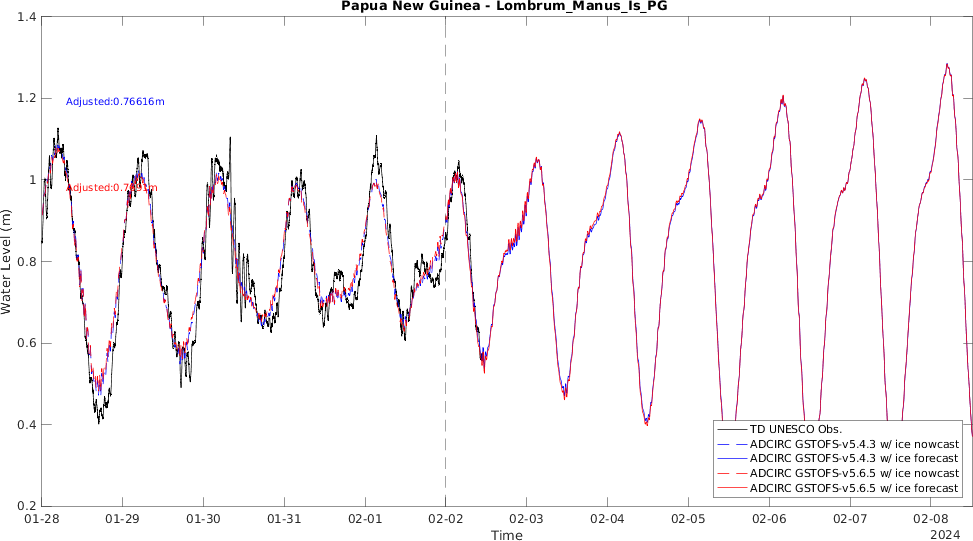 Papua New Guinea - Lombrum_Manus_Is_PG
Water Level (m)
1.4
1.2
1
0.8
0.6
0.4
0.2
Adjusted:0.76616m
TD UNESCO Obs.
ADCIRC GSTOFS-v5.4.3 w/ ice nowcast
ADCIRC GSTOFS-v5.4.3 w/ ice forecast
ADCIRC GSTOFS-v5.6.5 w/ ice nowcast
ADCIRC GSTOFS-v5.6.5 w/ ice forecast
01-28 01-29 01-30 01-31 02-01 02-02 02-03 02-04 02-05 02-06 02-07 02-08
Time
2024